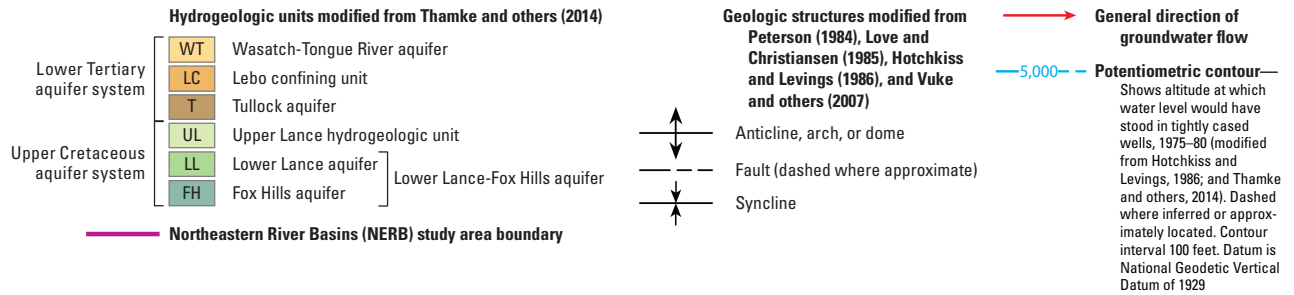 Hydrogeologic units modified from Thamke and others (2014)
Lower Tertiary
aquifer system
WT Wasatch-Tongue River aquifer
LC Lebo confining unit
T Tullock aquifer
Upper Cretaceous
aquifer system
UL Upper Lance hydrogeologic unit
LL Lower Lance aquifer
FH Fox Hills aquifer
Lower Lance-Fox Hills aquifer
Northeastern River Basins (NERB) study area boundary
Geologic structures modified from
Peterson (1984), Love and
Christiansen (1985), Hotchkiss
and Levings (1986), and Vuke
and others (2007)
Anticline, arch, or dome
Fault (dashed where approximate)
Syncline
General direction of
groundwater flow
5,000
Potentiometric contour—
Shows altitude at which
water level would have
stood in tightly cased
wells, 1975–80 (modified
from Hotchkiss and
Levings, 1986; and Thamke
and others, 2014). Dashed
where inferred or approx-
imately located. Contour
interval 100 feet. Datum is
National Geodetic Vertical
Datum of 1929